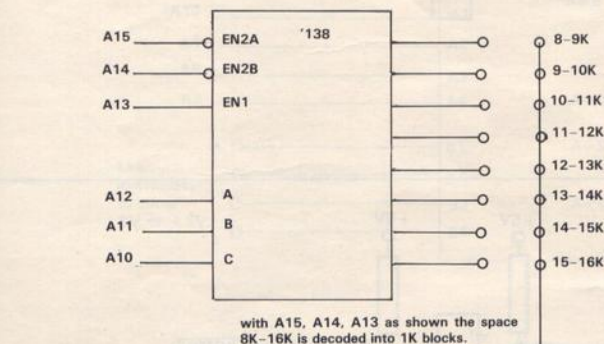 A15 EN2A '138 8-9K
A14 EN2B 9-10K
A13 EN1 10-11K
11-12K
12-13K
A12 A 13-14K
A11 B 14-15K
A10 C 15-16K
with A15, A14, A13 as shown the space
8K-16K is decoded into 1K blocks.